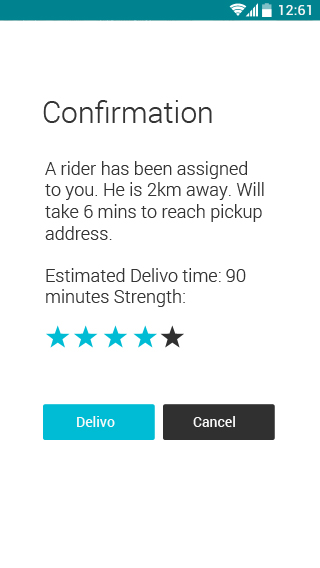 12:61
Confirmation
A rider has been assigned
to you. He is 2km away. Will
take 6 mins to reach pickup
address.
Estimated Delivo time: 90
minutes Strength:
Delivo
Cancel